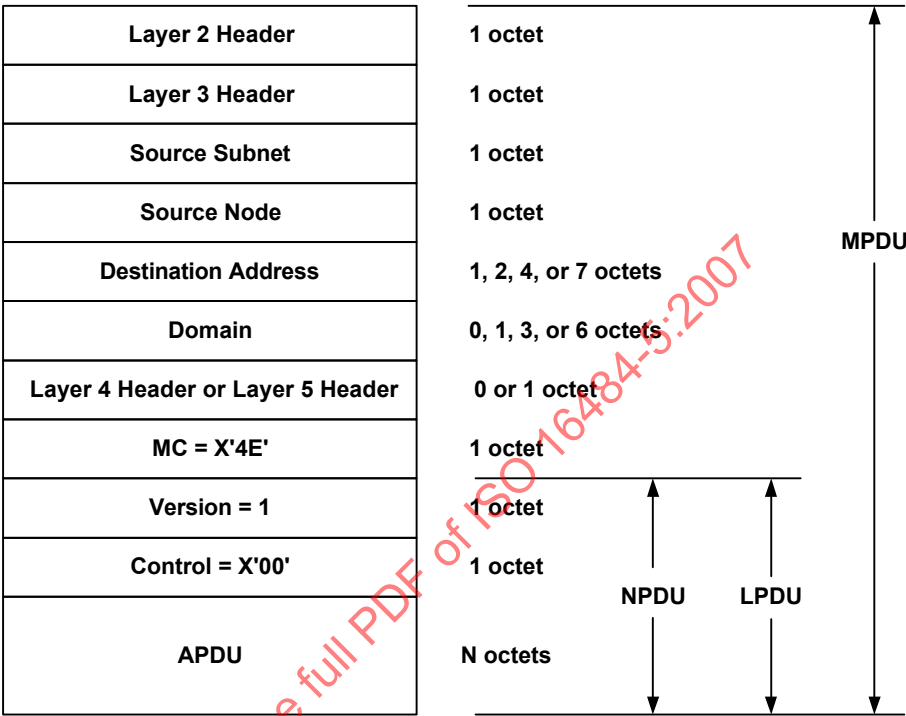 Layer 2 Header 1 octet
Layer 3 Header 1 octet
Source Subnet 1 octet
Source Node 1 octet
MPDU
Destination Address 1, 2, 4, or 7 octets
Domain 0, 1, 3, or 6 octets
Layer 4 Header or Layer 5 Header 0 or 1 octet
MC = X'4E' 1 octet
Version = 1 1 octet
Control = X'00' 1 octet
NPDU LPDU
APDU N octets
e full PDF of ISO 16484-5:2007